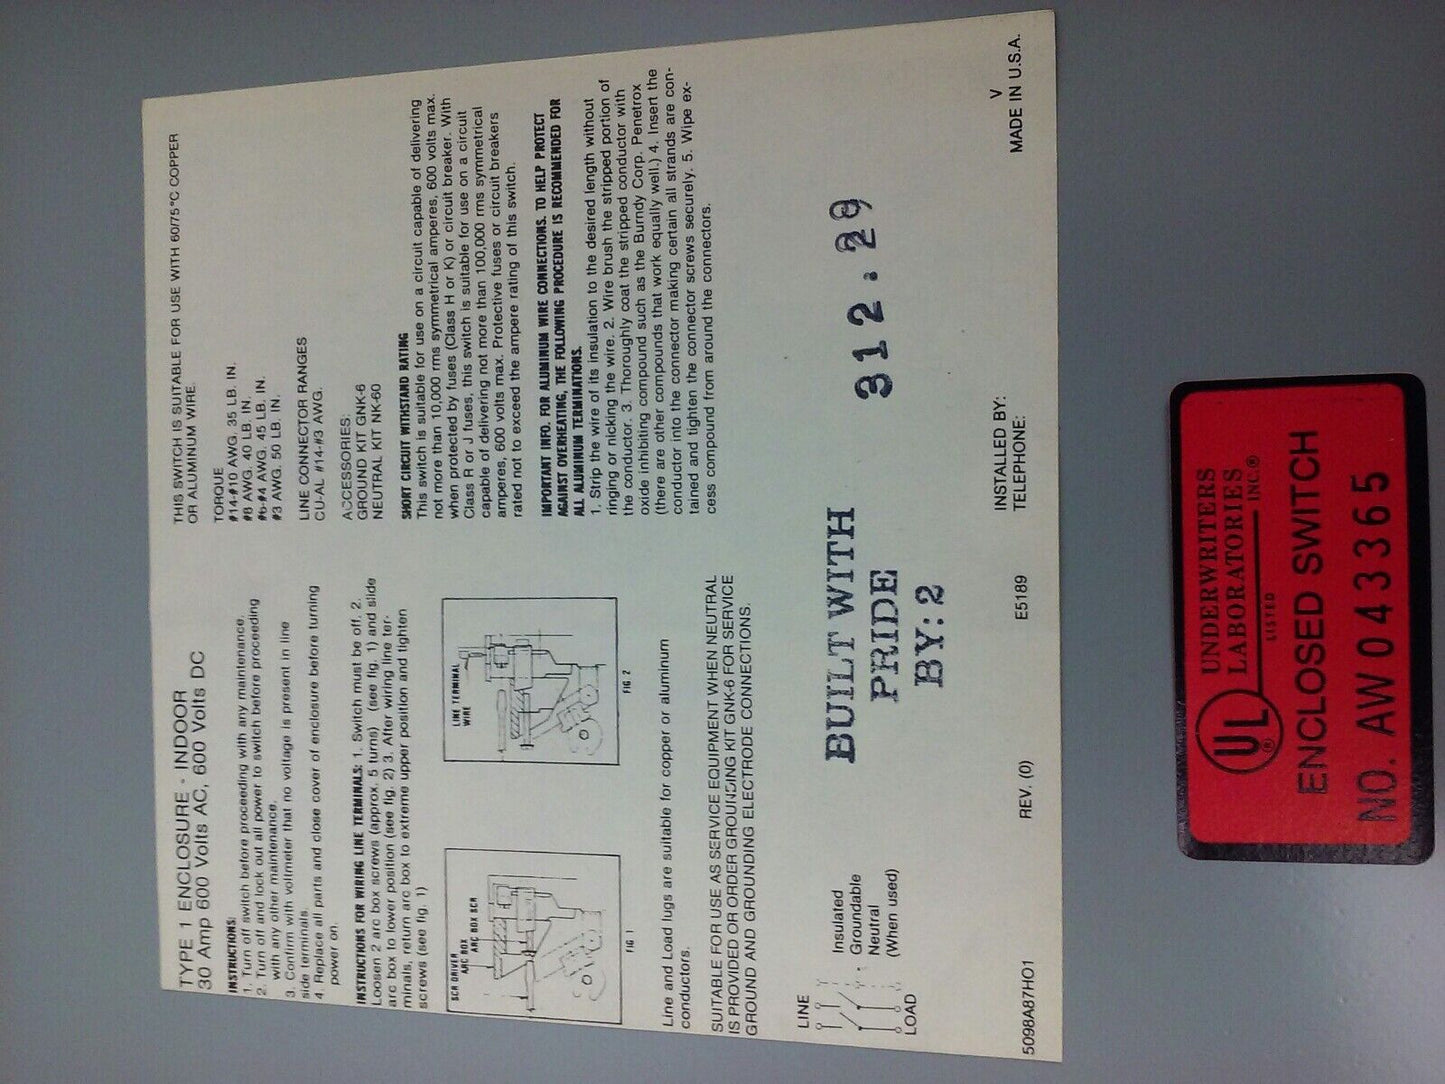 TYPE 1 ENCLOSURE - INDOOR
30 Amp 600 Volts AC, 600 Volts DC
INSTRUCTIONS:
1. Turn off switch before proceeding with any maintenance.
2. Turn off and lock out all power to switch before proceeding
with any other maintenance.
3. Confirm with voltmeter that no voltage is present in line
side terminals.
4. Replace all parts and close cover of enclosure before turning
power on.
INSTRUCTIONS FOR WIRING LINE TERMINALS: 1. Switch must be off. 2.
Loosen 2 arc box screws (approx. 5 turns) (see fig. 1) and slide
arc box to lower position (see fig. 2) 3. After wiring line ter-
minals, return arc box to extreme upper position and tighten
screws (see fig. 1)
SCR DRIVER
ARC BOX
ARC BOX SCR
FIG 1
LINE TERMINAL
WIRE
FIG 2
Line and Load lugs are suitable for copper or aluminum
conductors.
SUITABLE FOR USE AS SERVICE EQUIPMENT WHEN NEUTRAL
IS PROVIDED OR ORDER GROUNDING KIT GNK-6 FOR SERVICE
GROUND AND GROUNDING ELECTRODE CONNECTIONS.
LINE
LOAD
Insulated
Groundable
Neutral
(When used)
THIS SWITCH IS SUITABLE FOR USE WITH 60/75°C COPPER
OR ALUMINUM WIRE.
TORQUE
#14-#10 AWG. 35 LB. IN.
#8 AWG. 40 LB. IN.
#6-#4 AWG. 45 LB. IN.
#3 AWG. 50 LB. IN.
LINE CONNECTOR RANGES
CU-AL #14-#3 AWG.
ACCESSORIES:
GROUND KIT GNK-6
NEUTRAL KIT NK-60
SHORT CIRCUIT WITHSTAND RATING
This switch is suitable for use on a circuit capable of delivering
not more than 10,000 rms symmetrical amperes, 600 volts max.
when protected by fuses (Class H or K) or circuit breaker. With
Class R or J fuses, this switch is suitable for use on a circuit
capable of delivering not more than 100,000 rms symmetrical
amperes, 600 volts max. Protective fuses or circuit breakers
rated not to exceed the ampere rating of this switch.
IMPORTANT INFO. FOR ALUMINUM WIRE CONNECTIONS. TO HELP PROTECT
AGAINST OVERHEATING, THE FOLLOWING PROCEDURE IS RECOMMENDED FOR
ALL ALUMINUM TERMINATIONS.
1. Strip the wire of its insulation to the desired length without
ringing or nicking the wire. 2. Wire brush the stripped portion of
the conductor. 3. Thoroughly coat the stripped conductor with
oxide inhibiting compound such as the Burndy Corp. Penetrox
(there are other compounds that work equally well.) 4. Insert the
conductor into the connector making certain all strands are con-
tained and tighten the connector screws securely. 5. Wipe ex-
cess compound from around the connectors.
BUILT WITH
PRIDE
BY: 2
312.29
INSTALLED BY:
TELEPHONE:
5098A87HO1
REV. (0)
E5189
V
MADE IN U.S.A.
UL ®
UNDERWRITERS
LABORATORIES INC.®
LISTED
ENCLOSED SWITCH
NO. AW043365